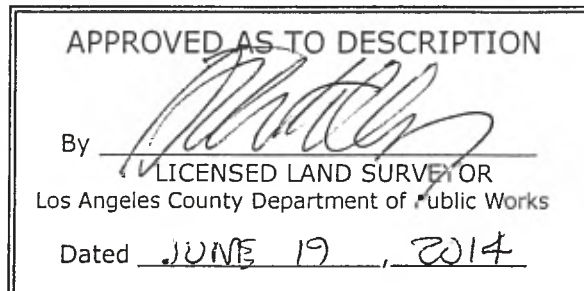 APPROVED AS TO DESCRIPTION
By
LICENSED LAND SURVEYOR
Los Angeles County Department of Public Works
Dated JUNE 19, 2014